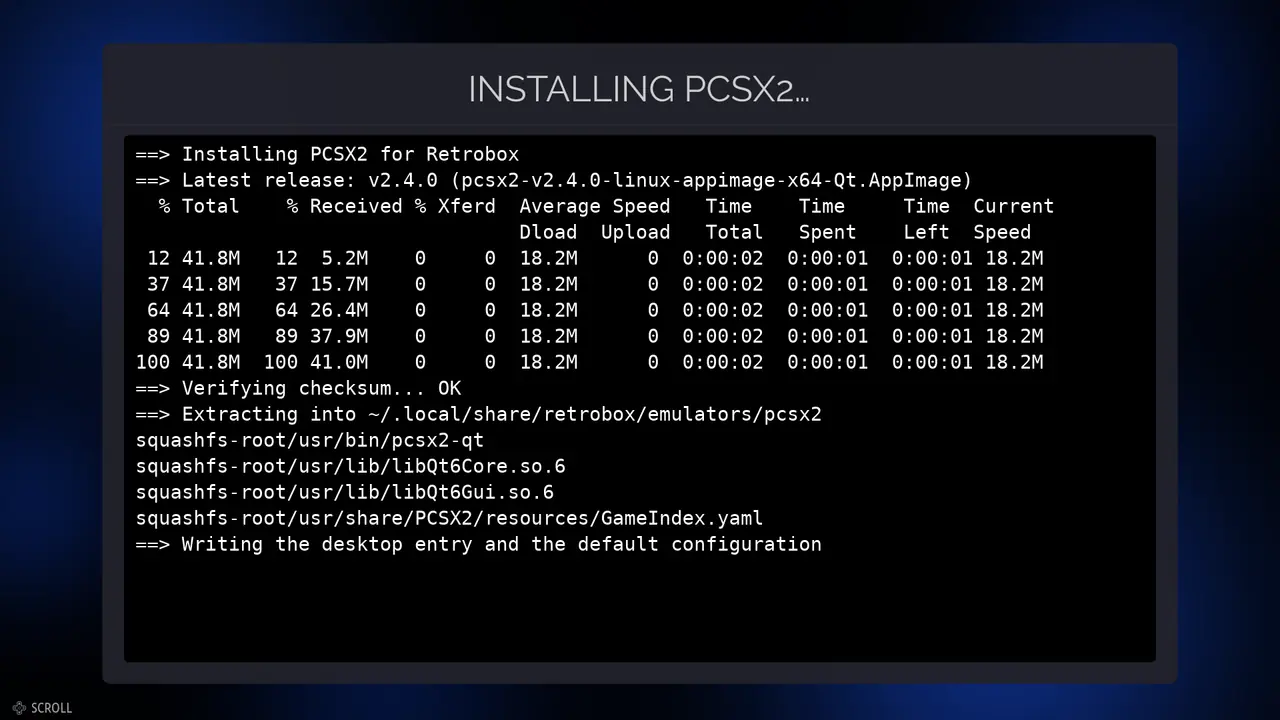 INSTALLING PCSX2...
==> Installing PCSX2 for Retrobox
==> Latest release: v2.4.0 (pcsx2-v2.4.0-linux-appimage-x64-Qt.AppImage)
  % Total    % Received % Xferd  Average Speed   Time    Time     Time  Current
                                 Dload  Upload   Total   Spent    Left  Speed
 12 41.8M   12  5.2M    0     0  18.2M      0  0:00:02  0:00:01  0:00:01 18.2M
 37 41.8M   37 15.7M    0     0  18.2M      0  0:00:02  0:00:01  0:00:01 18.2M
 64 41.8M   64 26.4M    0     0  18.2M      0  0:00:02  0:00:01  0:00:01 18.2M
 89 41.8M   89 37.9M    0     0  18.2M      0  0:00:02  0:00:01  0:00:01 18.2M
100 41.8M  100 41.0M    0     0  18.2M      0  0:00:02  0:00:01  0:00:01 18.2M
==> Verifying checksum... OK
==> Extracting into ~/.local/share/retrobox/emulators/pcsx2
squashfs-root/usr/bin/pcsx2-qt
squashfs-root/usr/lib/libQt6Core.so.6
squashfs-root/usr/lib/libQt6Gui.so.6
squashfs-root/usr/share/PCSX2/resources/GameIndex.yaml
==> Writing the desktop entry and the default configuration
SCROLL